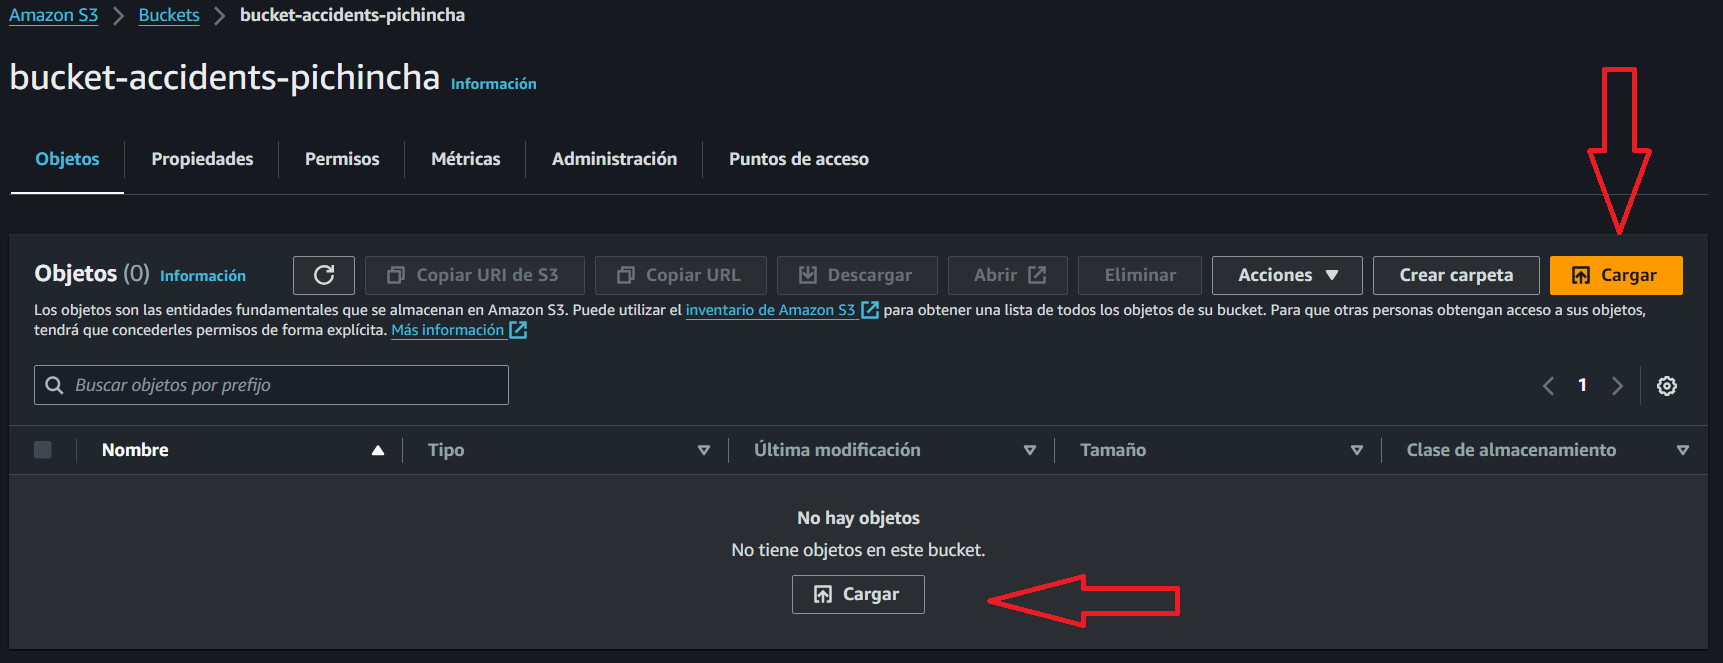 Amazon S3 > Buckets > bucket-accidents-pichincha
bucket-accidents-pichincha Información
Objetos Propiedades Permisos Métricas Administración Puntos de acceso
Objetos (0) Información Copiar URI de S3 Copiar URL Descargar Abrir Eliminar Acciones Crear carpeta Cargar
Los objetos son las entidades fundamentales que se almacenan en Amazon S3. Puede utilizar el inventario de Amazon S3 para obtener una lista de todos los objetos de su bucket. Para que otras personas obtengan acceso a sus objetos,
tendrá que concederles permisos de forma explícita. Más información
Buscar objetos por prefijo 1
Nombre Tipo Última modificación Tamaño Clase de almacenamiento
No hay objetos
No tiene objetos en este bucket.
Cargar